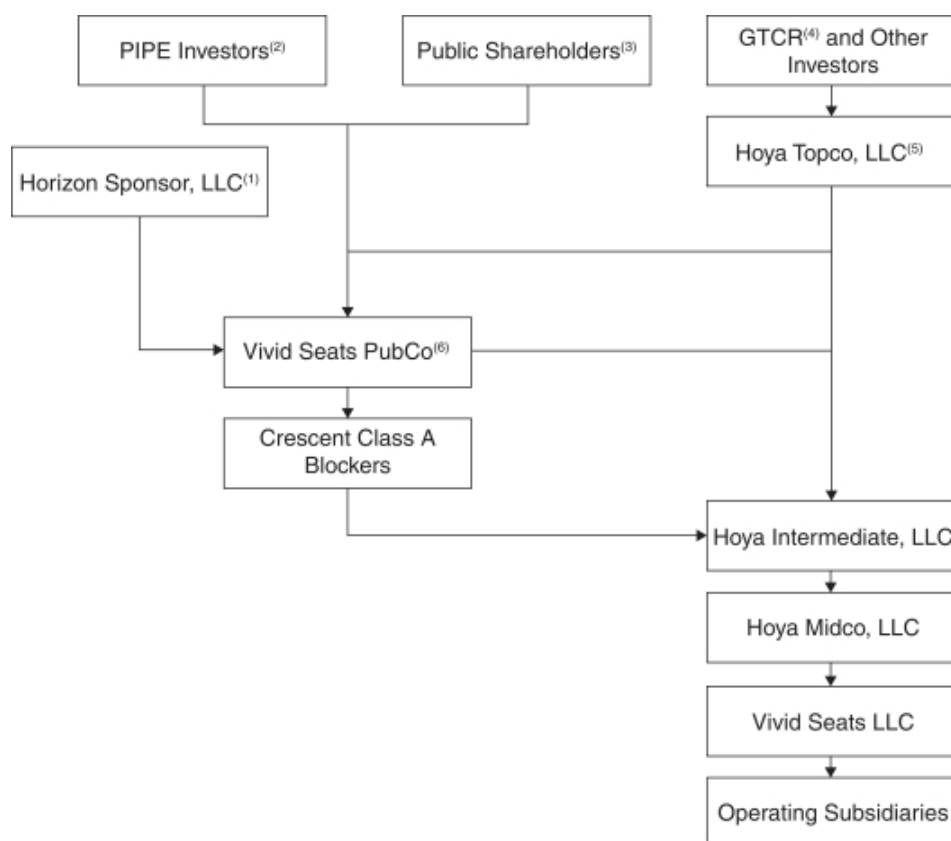 PIPE Investors(2)
Public Shareholders(3)
GTCR(4) and Other
Investors
Hoya Topco, LLC(5)
Horizon Sponsor, LLC(1)
Vivid Seats PubCo(6)
Crescent Class A
Blockers
Hoya Intermediate, LLC
Hoya Midco, LLC
Vivid Seats LLC
Operating Subsidiaries